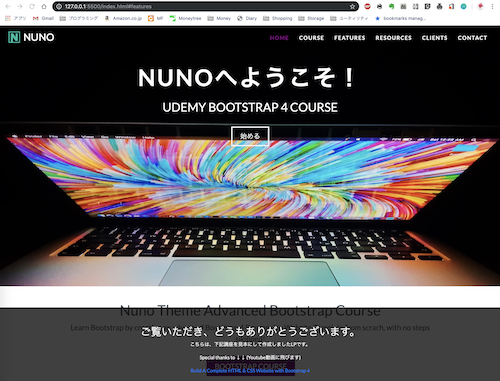 127.0.0.1:5500/index.html#features
アプリ Gmail プログラミング Amazon.co.jp MF Moneytree Money Diary Shopping Storage ユーティリティ bookmarks manag...
NUNO HOME COURSE FEATURES RESOURCES CLIENTS CONTACT
NUNOへようこそ！
UDEMY BOOTSTRAP 4 COURSE
始める
Nuno Theme Advanced Bootstrap Course
Learn Bootstrap by scrach, with no steps
ご覧いただき、どうもありがとうございます。
こちらは、下記講座を見本にして作成しましたLPです。
Special thanks to ↓↓ (Youtube動画に飛びます)
BOOTSTRAP COURSE
Build A Complete HTML & CSS Website with Bootstrap 4